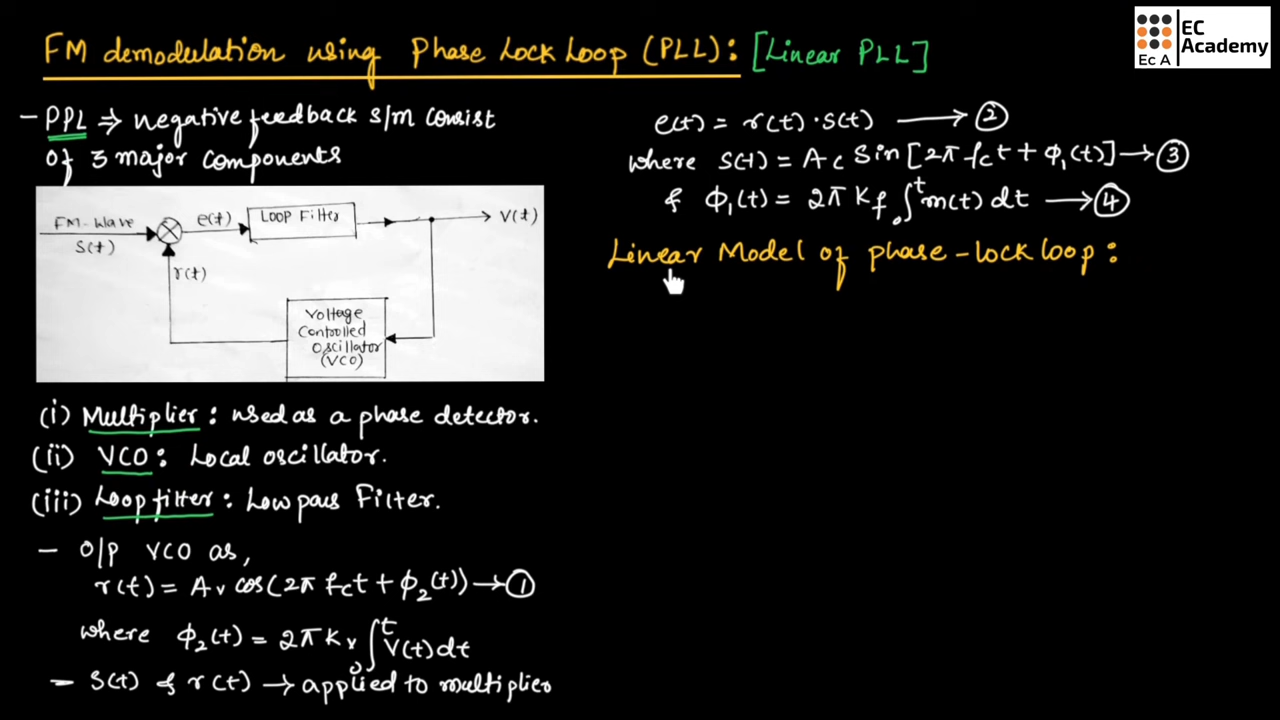 FM demodulation using Phase Lock Loop (PLL): [Linear PLL]
EC
Academy
Ec A
- PPL ⇒ negative feedback s/m consist
of 3 major components
FM-Wave
s(t)
e(t)
Loop Filter
v(t)
r(t)
Voltage
Controlled
Oscillator
(VCO)
(i) Multiplier: used as a phase detector.
(ii) VCO: Local oscillator.
(iii) Loop filter: Low pass Filter.
- O/P VCO as,
r(t) = Av cos(2π fct + ϕ2(t)) → ①
where ϕ2(t) = 2π Kv ∫₀ᵗ v(t) dt
- s(t) & r(t) → applied to multiplier
e(t) = r(t) · s(t) → ②
where s(t) = Ac Sin [2π fct + ϕ1(t)] → ③
& ϕ1(t) = 2π Kf ∫₀ᵗ m(t) dt → ④
Linear Model of phase-lock loop: